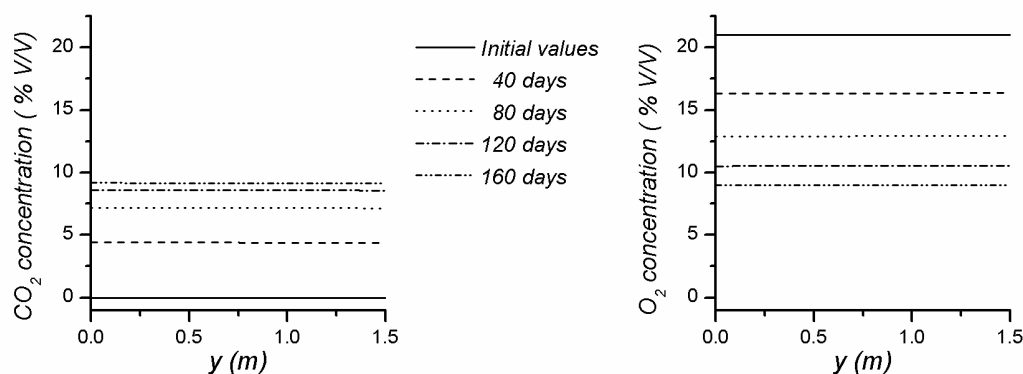 CO2 concentration ( % V/V)
20
15
10
5
0
0.0 0.5 1.0 1.5
y (m)
Initial values
40 days
80 days
120 days
160 days
O2 concentration ( % V/V)
20
15
10
5
0
0.0 0.5 1.0 1.5
y (m)